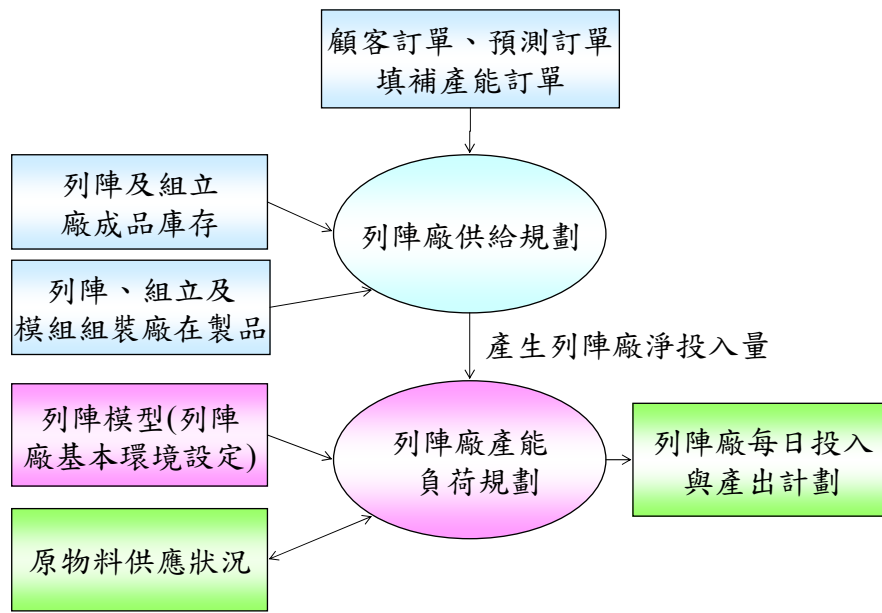 顧客訂單、預測訂單
填補產能訂單
列陣及組立
廠成品庫存
列陣廠供給規劃
列陣、組立及
模組組裝廠在製品
產生列陣廠淨投入量
列陣模型(列陣
廠基本環境設定)
列陣廠產能
負荷規劃
列陣廠每日投入
與產出計劃
原物料供應狀況